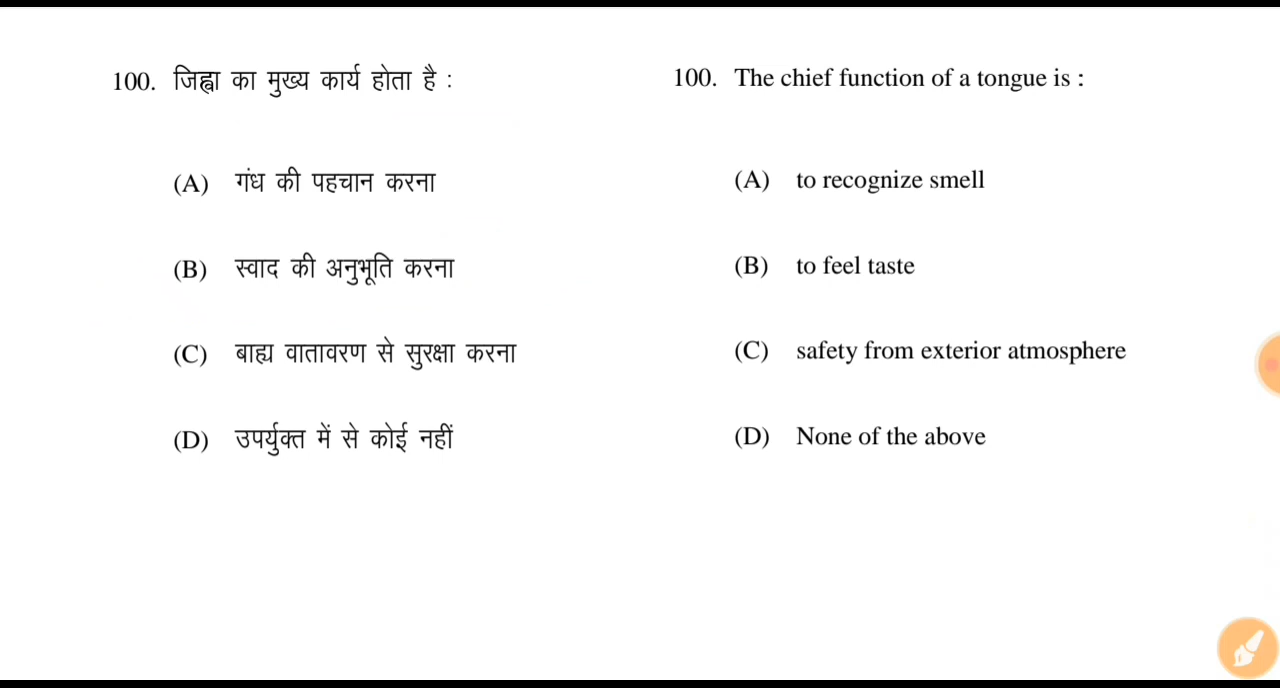 100. जिह्वा का मुख्य कार्य होता है :
(A) गंध की पहचान करना
(B) स्वाद की अनुभूति करना
(C) बाह्य वातावरण से सुरक्षा करना
(D) उपर्युक्त में से कोई नहीं
100. The chief function of a tongue is :
(A) to recognize smell
(B) to feel taste
(C) safety from exterior atmosphere
(D) None of the above